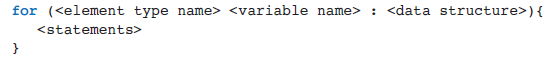 for (<element type name> <variable name> : <data structure>){
<statements>
}